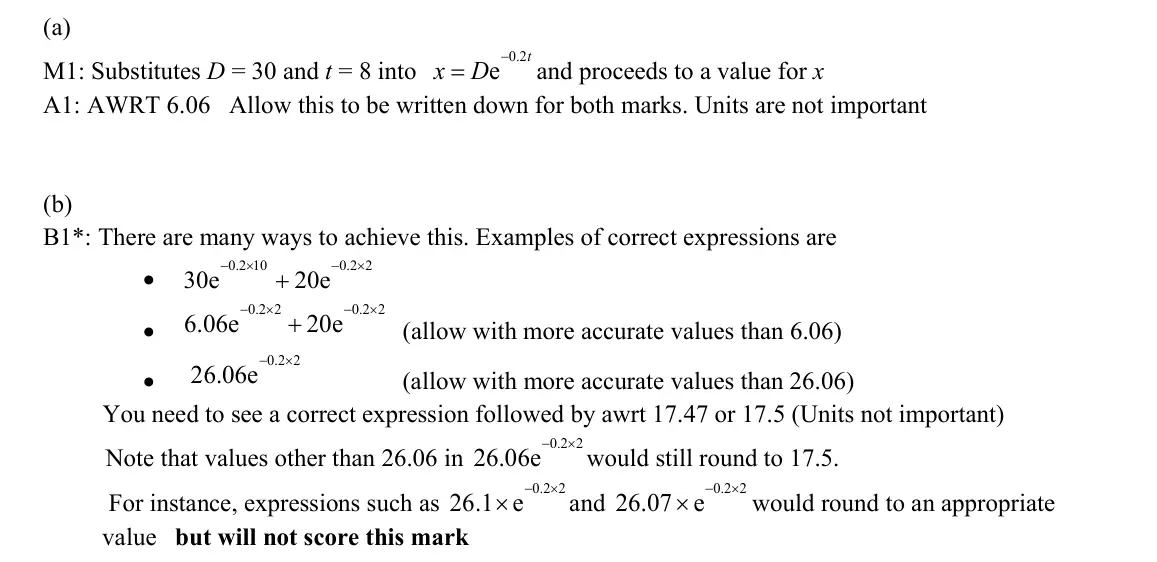 (a)
M1: Substitutes D = 30 and t = 8 into x = De^{−0.2t} and proceeds to a value for x
A1: AWRT 6.06 Allow this to be written down for both marks. Units are not important
(b)
B1*: There are many ways to achieve this. Examples of correct expressions are
• 30e^{−0.2×10} + 20e^{−0.2×2}
• 6.06e^{−0.2×2} + 20e^{−0.2×2} (allow with more accurate values than 6.06)
• 26.06e^{−0.2×2} (allow with more accurate values than 26.06)
You need to see a correct expression followed by awrt 17.47 or 17.5 (Units not important)
Note that values other than 26.06 in 26.06e^{−0.2×2} would still round to 17.5.
For instance, expressions such as 26.1×e^{−0.2×2} and 26.07×e^{−0.2×2} would round to an appropriate
value but will not score this mark